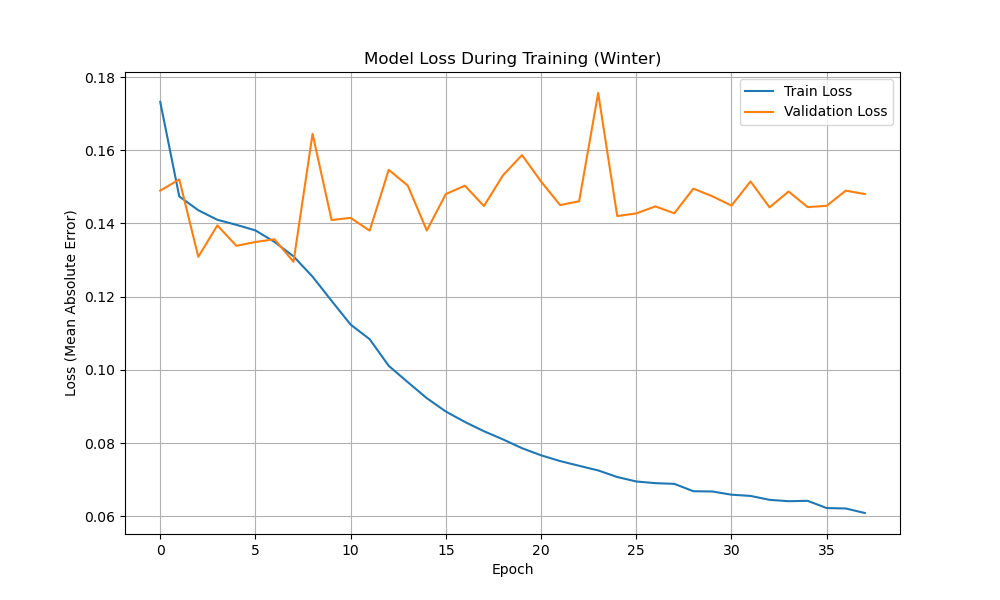 Model Loss During Training (Winter)
Train Loss
Validation Loss
Loss (Mean Absolute Error)
0.18
0.16
0.14
0.12
0.10
0.08
0.06
0 5 10 15 20 25 30 35
Epoch